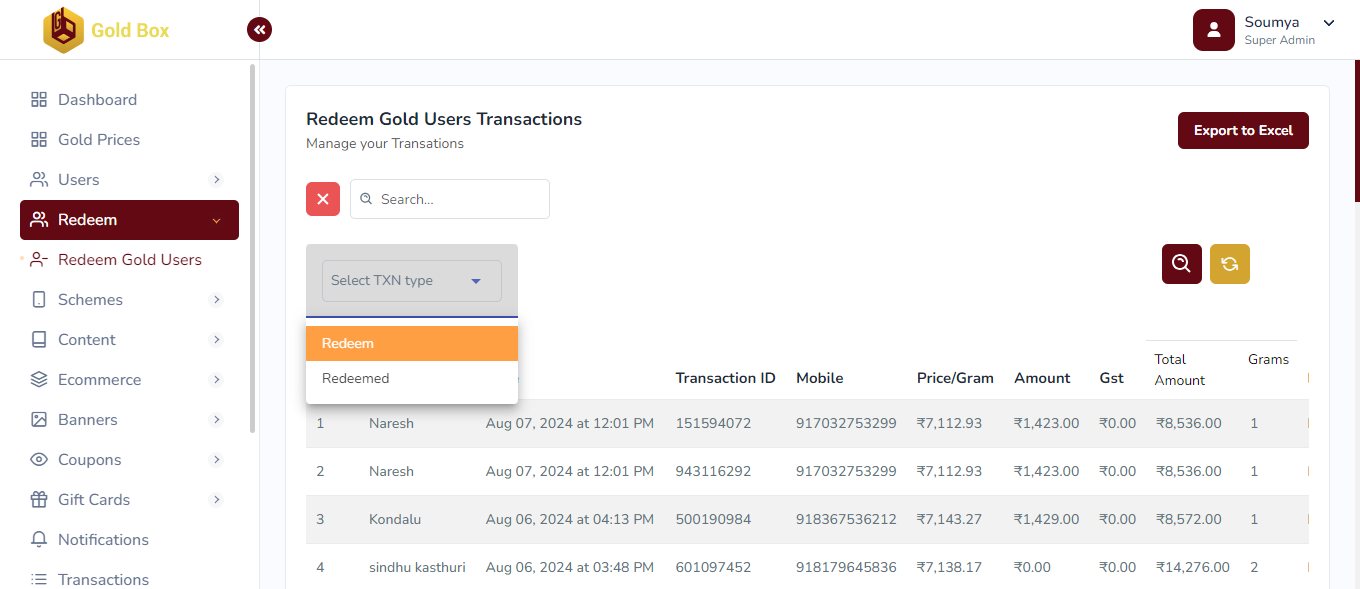 Gold Box
Soumya
Super Admin
Dashboard
Gold Prices
Users
Redeem
Redeem Gold Users
Schemes
Content
Ecommerce
Banners
Coupons
Gift Cards
Notifications
Transactions
Redeem Gold Users Transactions
Manage your Transations
Export to Excel
Search...
Select TXN type
Redeem
Redeemed
Transaction ID Mobile Price/Gram Amount Gst Total Amount Grams
1 Naresh Aug 07, 2024 at 12:01 PM 151594072 917032753299 ₹7,112.93 ₹1,423.00 ₹0.00 ₹8,536.00 1
2 Naresh Aug 07, 2024 at 12:01 PM 943116292 917032753299 ₹7,112.93 ₹1,423.00 ₹0.00 ₹8,536.00 1
3 Kondalu Aug 06, 2024 at 04:13 PM 500190984 918367536212 ₹7,143.27 ₹1,429.00 ₹0.00 ₹8,572.00 1
4 sindhu kasthuri Aug 06, 2024 at 03:48 PM 601097452 918179645836 ₹7,138.17 ₹0.00 ₹0.00 ₹14,276.00 2